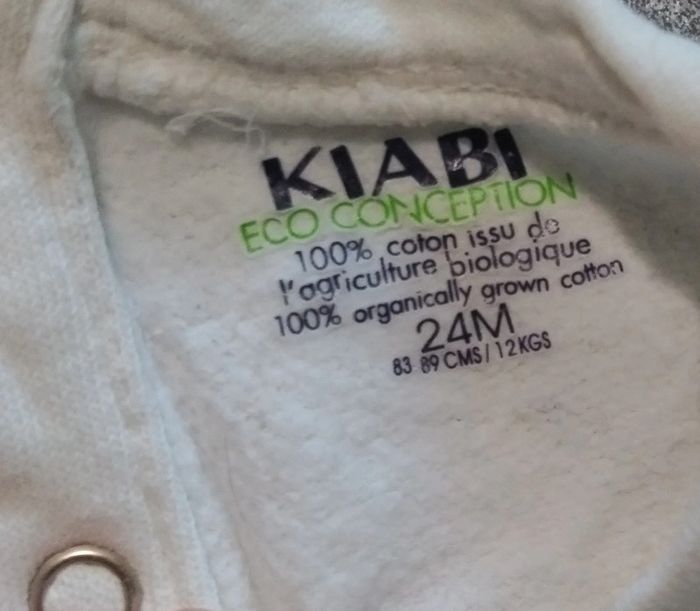 KIABI
ECO CONCEPTION
100% coton issu de
l'agriculture biologique
100% organically grown cotton
24M
83 89 CMS/12KGS